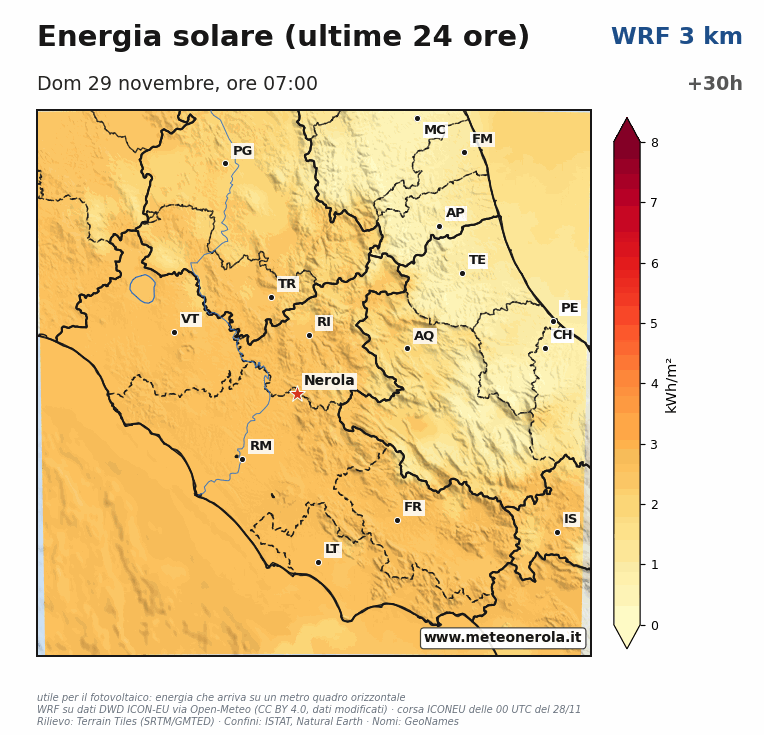 Energia solare (ultime 24 ore)
WRF 3 km
Dom 29 novembre, ore 07:00
+30h
MC
FM
PG
AP
TE
TR
PE
VT
RI
AQ
CH
Nerola
RM
FR
IS
LT
www.meteonerola.it
8
7
6
5
4
3
2
1
0
kWh/m²
utile per il fotovoltaico: energia che arriva su un metro quadro orizzontale
WRF su dati DWD ICON-EU via Open-Meteo (CC BY 4.0, dati modificati) · corsa ICONEU delle 00 UTC del 28/11
Rilievo: Terrain Tiles (SRTM/GMTED) · Confini: ISTAT, Natural Earth · Nomi: GeoNames